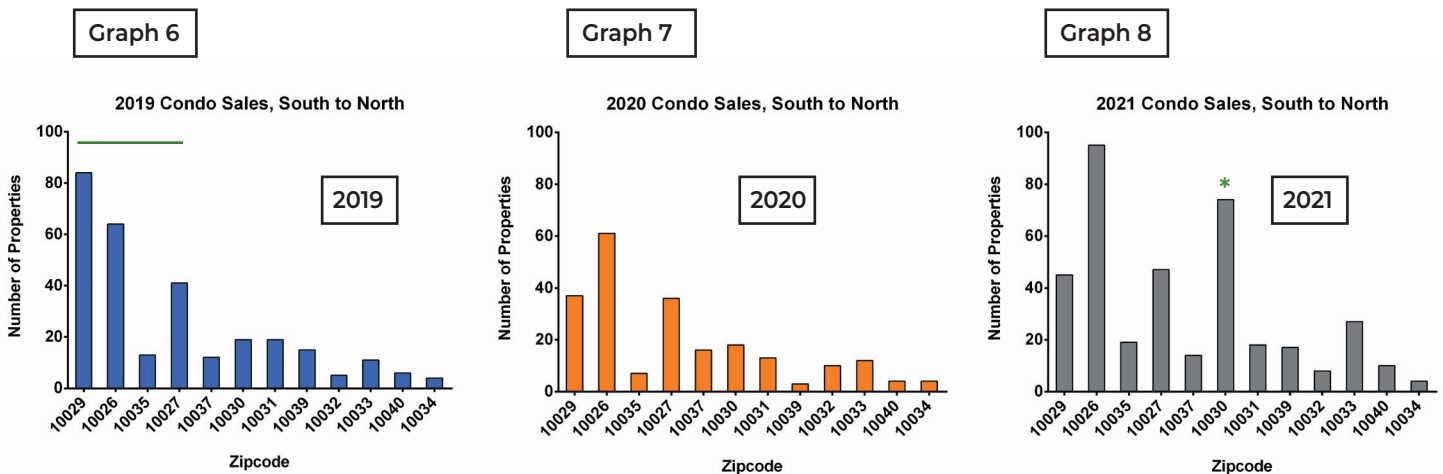 Graph 6
2019 Condo Sales, South to North
2019
Number of Properties
100
80
60
40
20
0
10029 10026 10035 10027 10037 10030 10031 10039 10032 10033 10040 10034
Zipcode
Graph 7
2020 Condo Sales, South to North
2020
Number of Properties
100
80
60
40
20
0
10029 10026 10035 10027 10037 10030 10031 10039 10032 10033 10040 10034
Zipcode
Graph 8
2021 Condo Sales, South to North
*
2021
Number of Properties
100
80
60
40
20
0
10029 10026 10035 10027 10037 10030 10031 10039 10032 10033 10040 10034
Zipcode